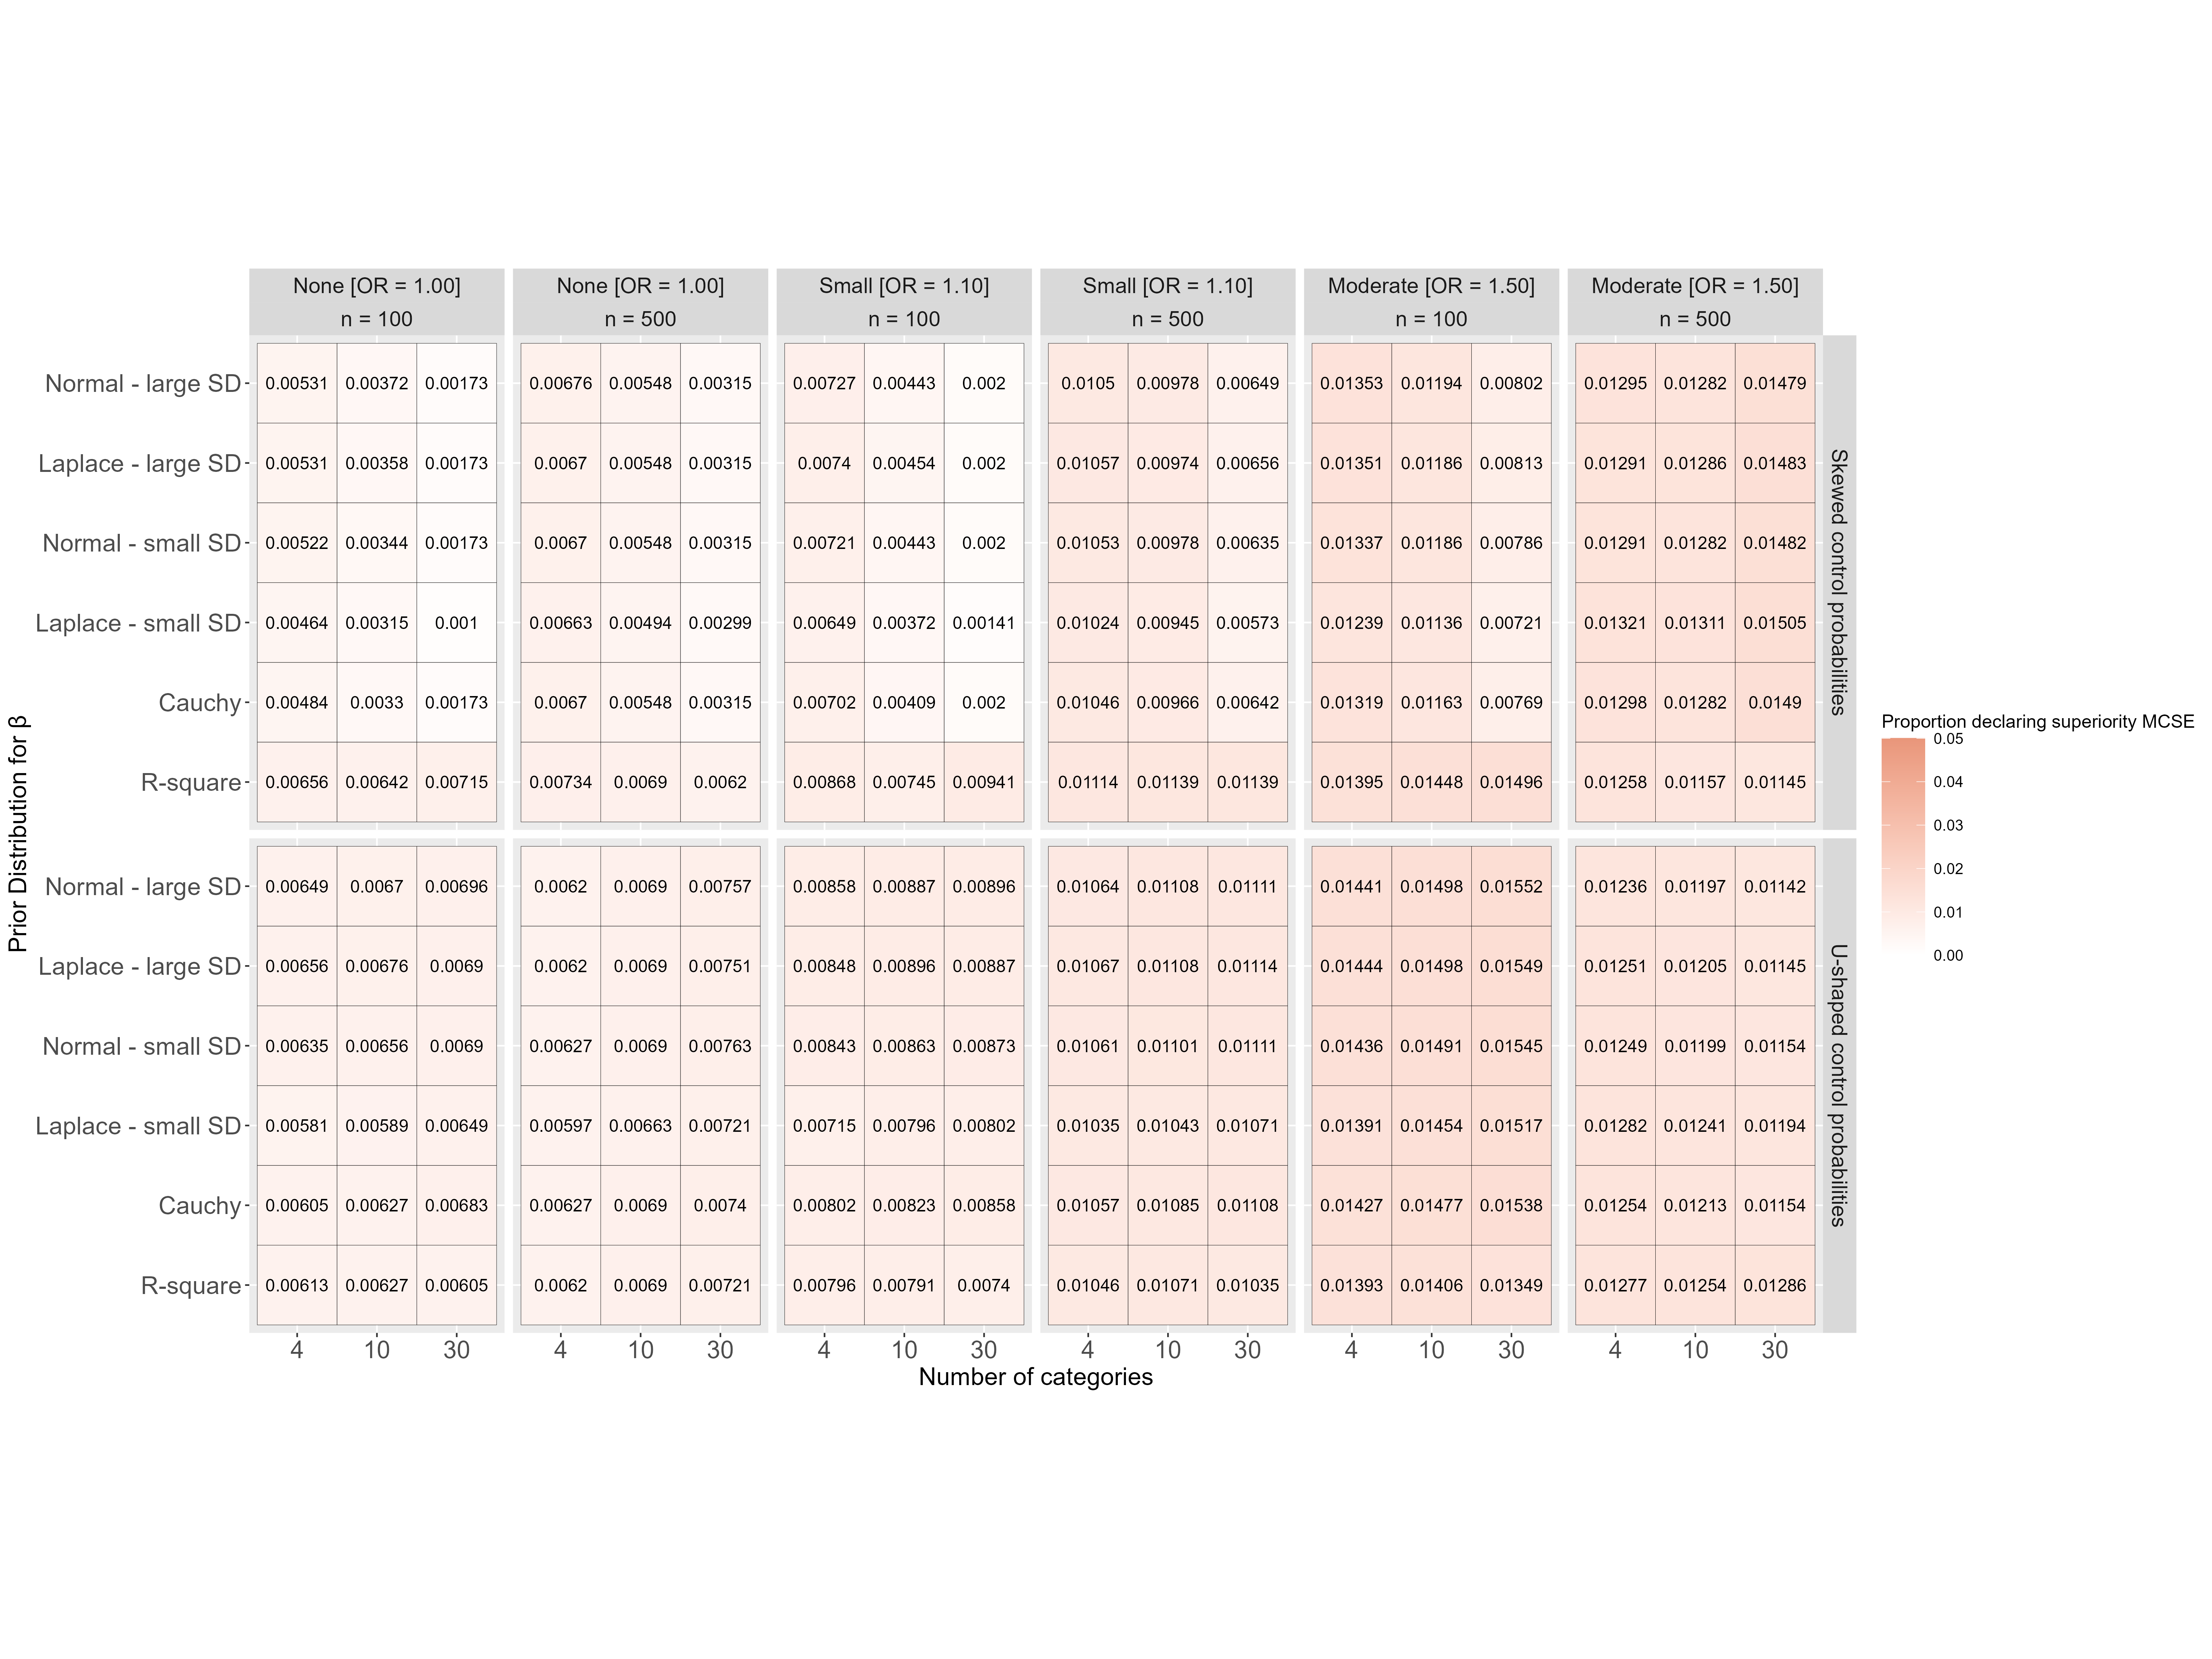 None [OR = 1.00] None [OR = 1.00] Small [OR = 1.10] Small [OR = 1.10] Moderate [OR = 1.50] Moderate [OR = 1.50]
n = 100 n = 500 n = 100 n = 500 n = 100 n = 500
Normal - large SD 0.00531 0.00372 0.00173 0.00676 0.00548 0.00315 0.00727 0.00443 0.002 0.0105 0.00978 0.00649 0.01353 0.01194 0.00802 0.01295 0.01282 0.01479
Laplace - large SD 0.00531 0.00358 0.00173 0.0067 0.00548 0.00315 0.0074 0.00454 0.002 0.01057 0.00974 0.00656 0.01351 0.01186 0.00813 0.01291 0.01286 0.01483
Normal - small SD 0.00522 0.00344 0.00173 0.0067 0.00548 0.00315 0.00721 0.00443 0.002 0.01053 0.00978 0.00635 0.01337 0.01186 0.00786 0.01291 0.01282 0.01482
Laplace - small SD 0.00464 0.00315 0.001 0.00663 0.00494 0.00299 0.00649 0.00372 0.00141 0.01024 0.00945 0.00573 0.01239 0.01136 0.00721 0.01321 0.01311 0.01505
Cauchy 0.00484 0.0033 0.00173 0.0067 0.00548 0.00315 0.00702 0.00409 0.002 0.01046 0.00966 0.00642 0.01319 0.01163 0.00769 0.01298 0.01282 0.0149
R-square 0.00656 0.00642 0.00715 0.00734 0.0069 0.0062 0.00868 0.00745 0.00941 0.01114 0.01139 0.01139 0.01395 0.01448 0.01496 0.01258 0.01157 0.01145
Skewed control probabilities
Normal - large SD 0.00649 0.0067 0.00696 0.0062 0.0069 0.00757 0.00858 0.00887 0.00896 0.01064 0.01108 0.01111 0.01441 0.01498 0.01552 0.01236 0.01197 0.01142
Laplace - large SD 0.00656 0.00676 0.0069 0.0062 0.0069 0.00751 0.00848 0.00896 0.00887 0.01067 0.01108 0.01114 0.01444 0.01498 0.01549 0.01251 0.01205 0.01145
Normal - small SD 0.00635 0.00656 0.0069 0.00627 0.0069 0.00763 0.00843 0.00863 0.00873 0.01061 0.01101 0.01111 0.01436 0.01491 0.01545 0.01249 0.01199 0.01154
Laplace - small SD 0.00581 0.00589 0.00649 0.00597 0.00663 0.00721 0.00715 0.00796 0.00802 0.01035 0.01043 0.01071 0.01391 0.01454 0.01517 0.01282 0.01241 0.01194
Cauchy 0.00605 0.00627 0.00683 0.00627 0.0069 0.0074 0.00802 0.00823 0.00858 0.01057 0.01085 0.01108 0.01427 0.01477 0.01538 0.01254 0.01213 0.01154
R-square 0.00613 0.00627 0.00605 0.0062 0.0069 0.00721 0.00796 0.00791 0.0074 0.01046 0.01071 0.01035 0.01393 0.01406 0.01349 0.01277 0.01254 0.01286
U-shaped control probabilities
4 10 30 4 10 30 4 10 30 4 10 30 4 10 30 4 10 30
Number of categories
Prior Distribution for β
Proportion declaring superiority MCSE
0.05
0.04
0.03
0.02
0.01
0.00